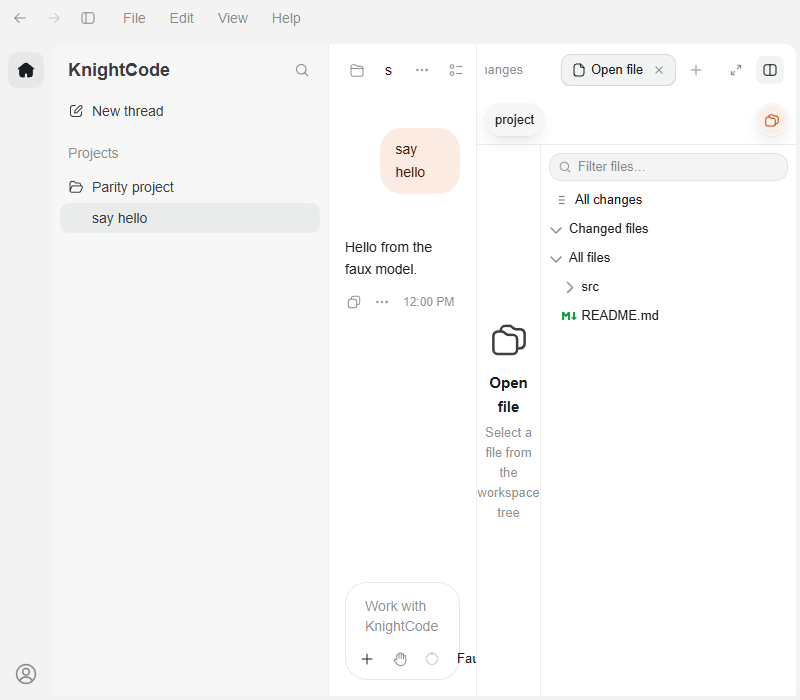 File Edit View Help
KnightCode
New thread
Projects
Parity project
say hello
s
say
hello
Hello from the
faux model.
12:00 PM
Work with
KnightCode
anges
Open file
project
Open
file
Select a
file from
the
workspace
tree
Filter files...
All changes
Changed files
All files
src
README.md